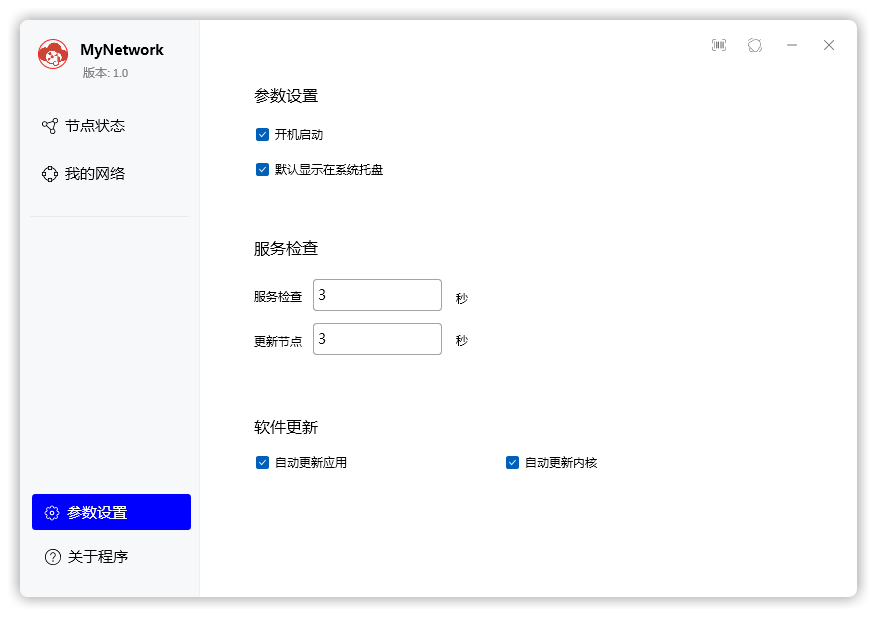 MyNetwork
版本: 1.0
节点状态
我的网络
参数设置
关于程序
参数设置
开机启动
默认显示在系统托盘
服务检查
服务检查 3 秒
更新节点 3 秒
软件更新
自动更新应用 自动更新内核